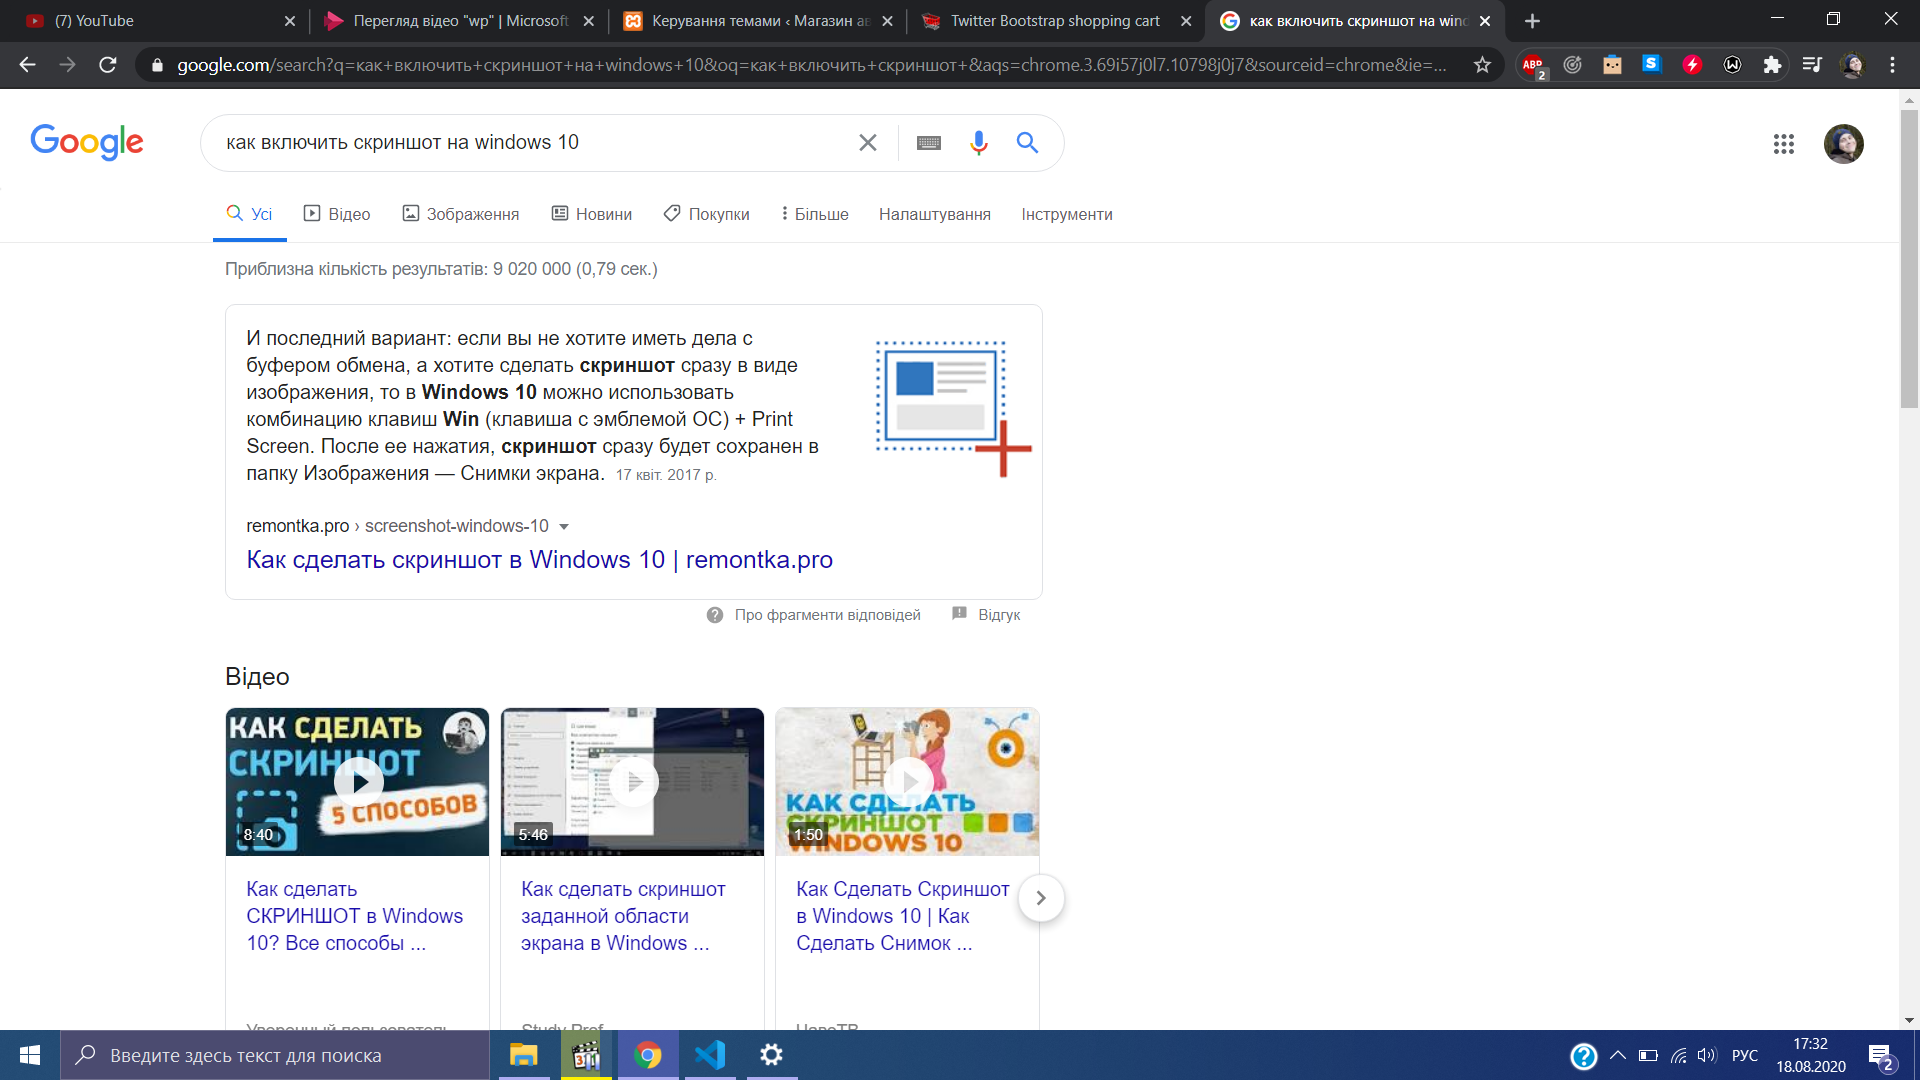 (7) YouTube
Перегляд відео "wp" | Microsoft
Керування темами ‹ Магазин ав
Twitter Bootstrap shopping cart
как включить скриншот на wind
google.com/search?q=как+включить+скриншот+на+windows+10&oq=как+включить+скриншот+&aqs=chrome.3.69i57j0l7.10798j0j7&sourceid=chrome&ie=...
ABP
2
S
Google
как включить скриншот на windows 10
Усі
Відео
Зображення
Новини
Покупки
Більше
Налаштування
Інструменти
Приблизна кількість результатів: 9 020 000 (0,79 сек.)
И последний вариант: если вы не хотите иметь дела с
буфером обмена, а хотите сделать скриншот сразу в виде
изображения, то в Windows 10 можно использовать
комбинацию клавиш Win (клавиша с эмблемой ОС) + Print
Screen. После ее нажатия, скриншот сразу будет сохранен в
папку Изображения — Снимки экрана. 17 квіт. 2017 р.
remontka.pro › screenshot-windows-10
Как сделать скриншот в Windows 10 | remontka.pro
Про фрагменти відповідей
Відгук
Відео
КАК СДЕЛАТЬ
СКРИНШОТ
5 СПОСОБОВ
8:40
5:46
КАК СДЕЛАТЬ
СКРИНШОТ
WINDOWS 10
1:50
Как сделать
СКРИНШОТ в Windows
10? Все способы ...
Как сделать скриншот
заданной области
экрана в Windows ...
Как Сделать Скриншот
в Windows 10 | Как
Сделать Снимок ...
Уверенный пользователь
Study Prof
Введите здесь текст для поиска
РУС
17:32
18.08.2020
2